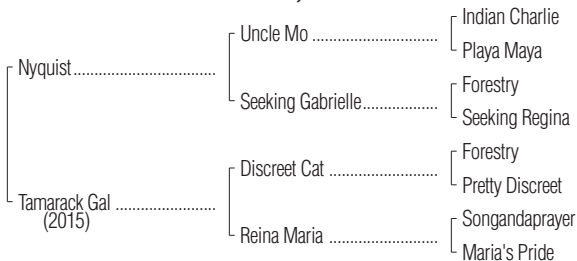 Indian Charlie
Uncle Mo
Playa Maya
Nyquist
Forestry
Seeking Gabrielle
Seeking Regina
Forestry
Discreet Cat
Pretty Discreet
Tamarack Gal
(2015)
Songandaprayer
Reina Maria
Maria's Pride